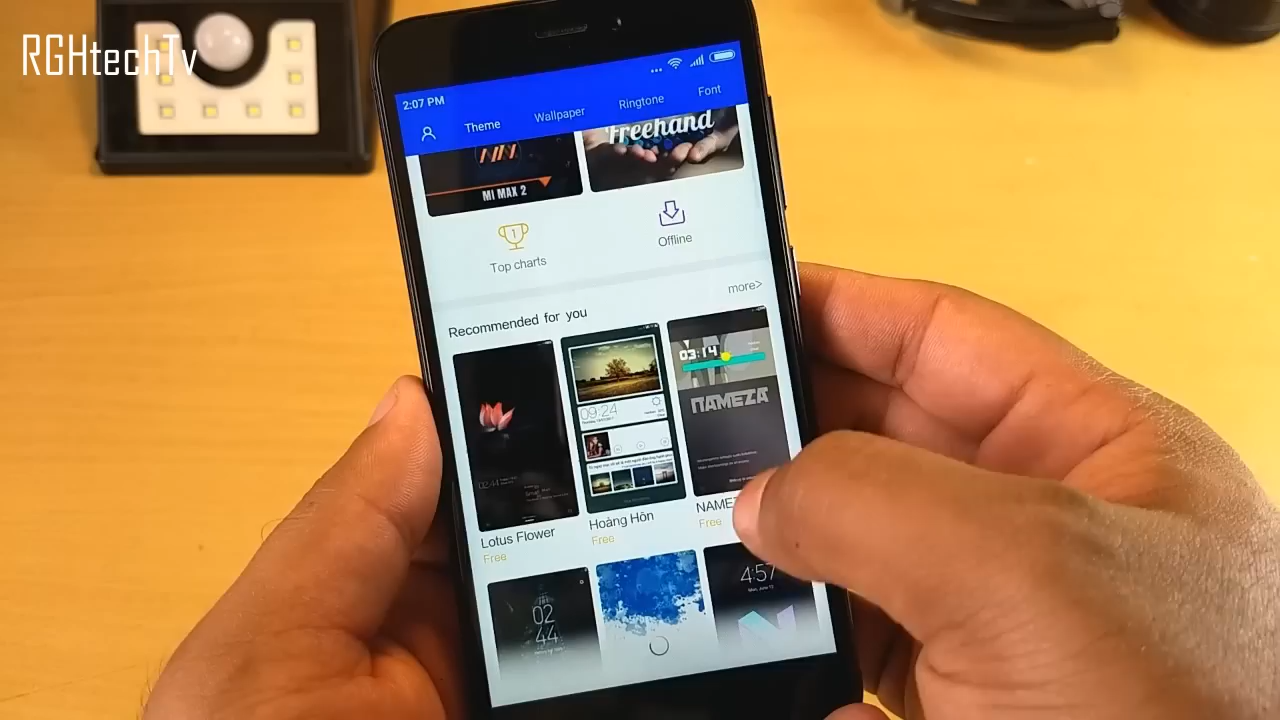 RGHtechTv
2:07 PM
Theme
Wallpaper
Ringtone
Font
MI MAX 2
Freehand
Top charts
Offline
Recommended for you
more>
09:24
03:14
NAMEZA
02:44
Lotus Flower
Free
Hoàng Hôn
Free
NAMEZ
Free
02
44
4:57